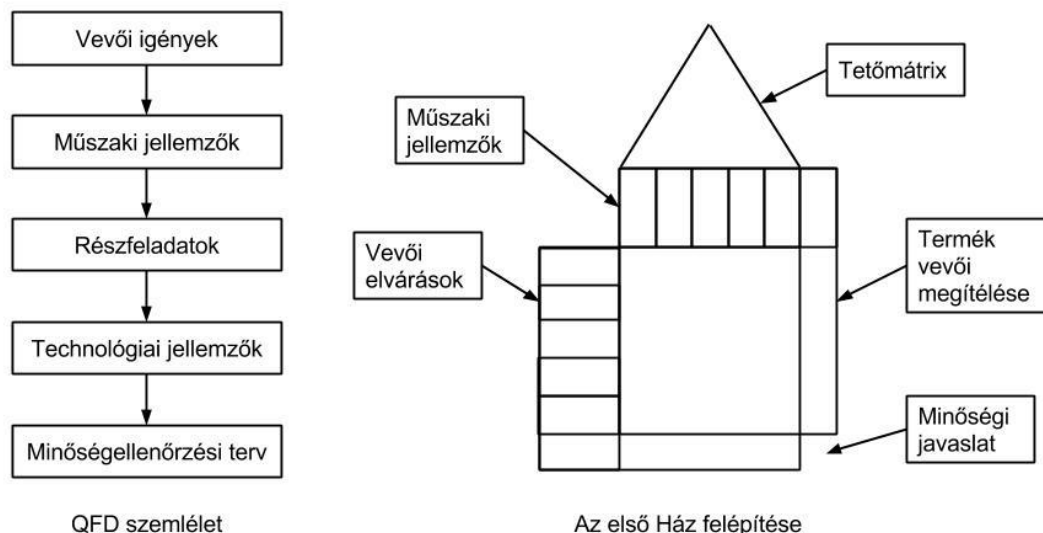 Vevői igények
Műszaki jellemzők
Részfeladatok
Technológiai jellemzők
Minőségellenőrzési terv
QFD szemlélet
Tetőmátrix
Műszaki
jellemzők
Vevői
elvárások
Termék
vevői
megítélése
Minőségi
javaslat
Az első Ház felépítése